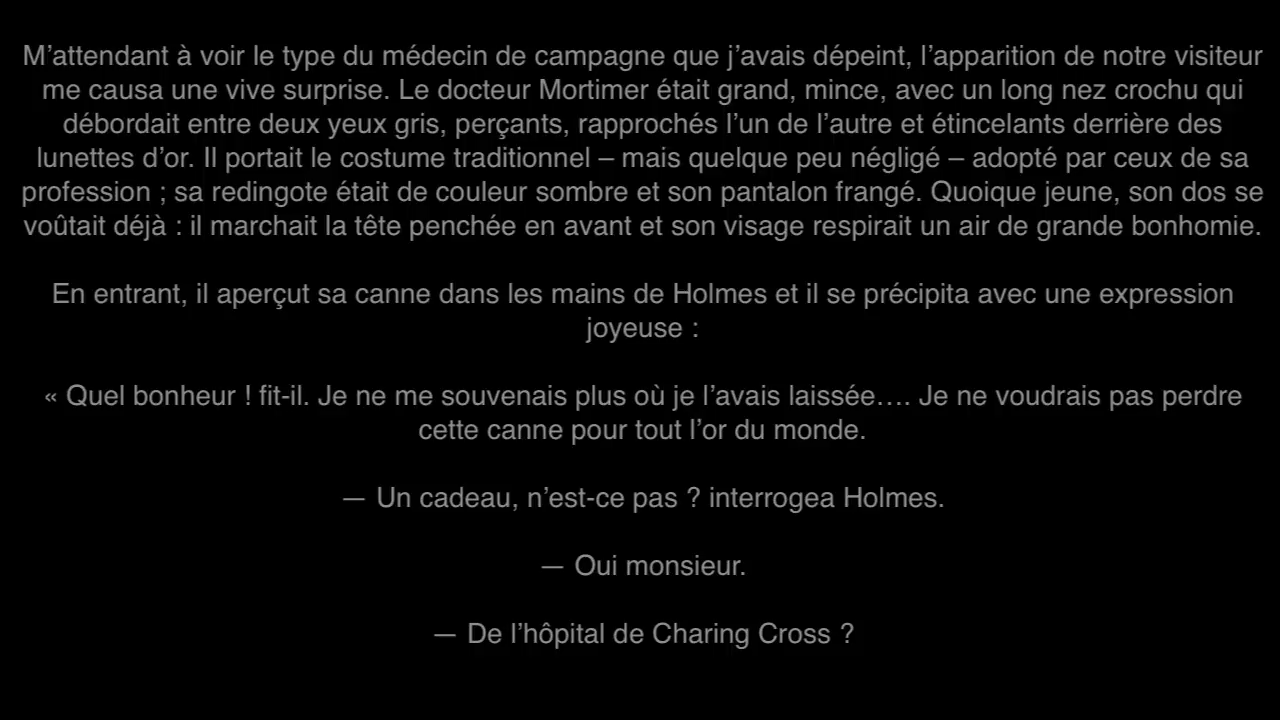 M’attendant à voir le type du médecin de campagne que j’avais dépeint, l’apparition de notre visiteur
me causa une vive surprise. Le docteur Mortimer était grand, mince, avec un long nez crochu qui
débordait entre deux yeux gris, perçants, rapprochés l’un de l’autre et étincelants derrière des
lunettes d’or. Il portait le costume traditionnel – mais quelque peu négligé – adopté par ceux de sa
profession ; sa redingote était de couleur sombre et son pantalon frangé. Quoique jeune, son dos se
voûtait déjà : il marchait la tête penchée en avant et son visage respirait un air de grande bonhomie.
En entrant, il aperçut sa canne dans les mains de Holmes et il se précipita avec une expression
joyeuse :
« Quel bonheur ! fit-il. Je ne me souvenais plus où je l’avais laissée…. Je ne voudrais pas perdre
cette canne pour tout l’or du monde.
— Un cadeau, n’est-ce pas ? interrogea Holmes.
— Oui monsieur.
— De l’hôpital de Charing Cross ?